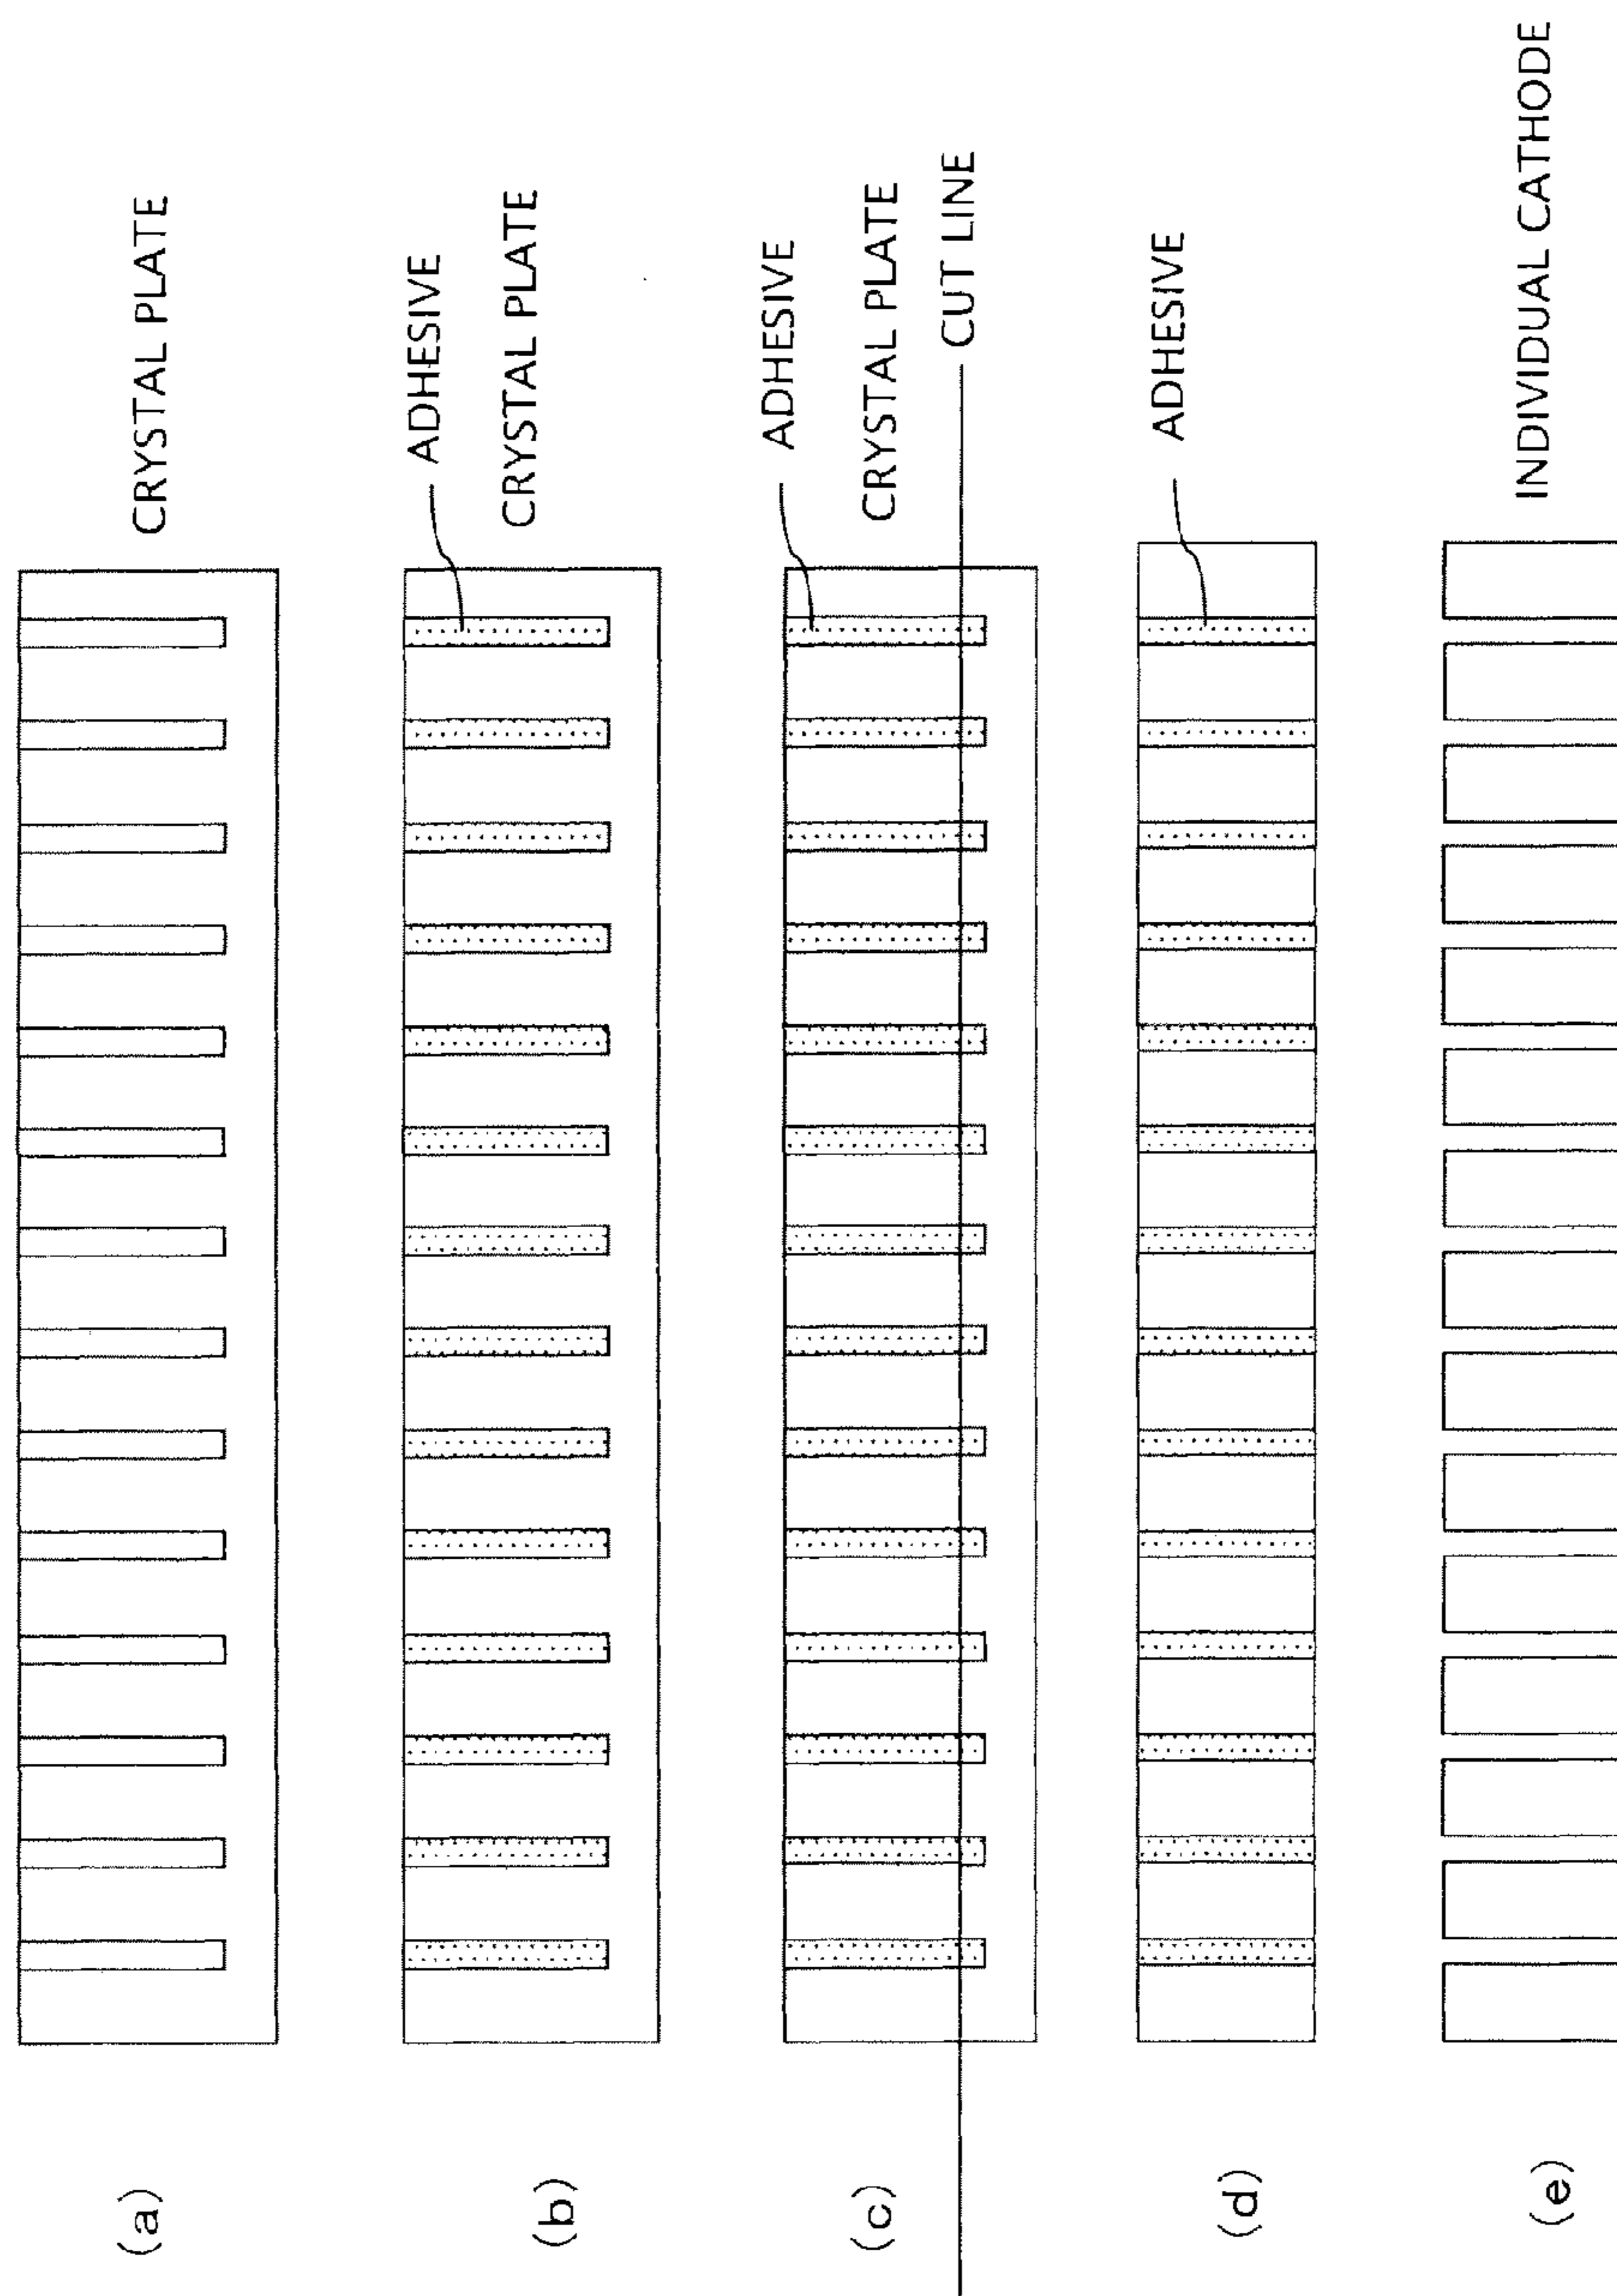 (a)
CRYSTAL PLATE
(b)
ADHESIVE
CRYSTAL PLATE
(c)
ADHESIVE
CRYSTAL PLATE
CUT LINE
(d)
ADHESIVE
(e)
INDIVIDUAL CATHODE